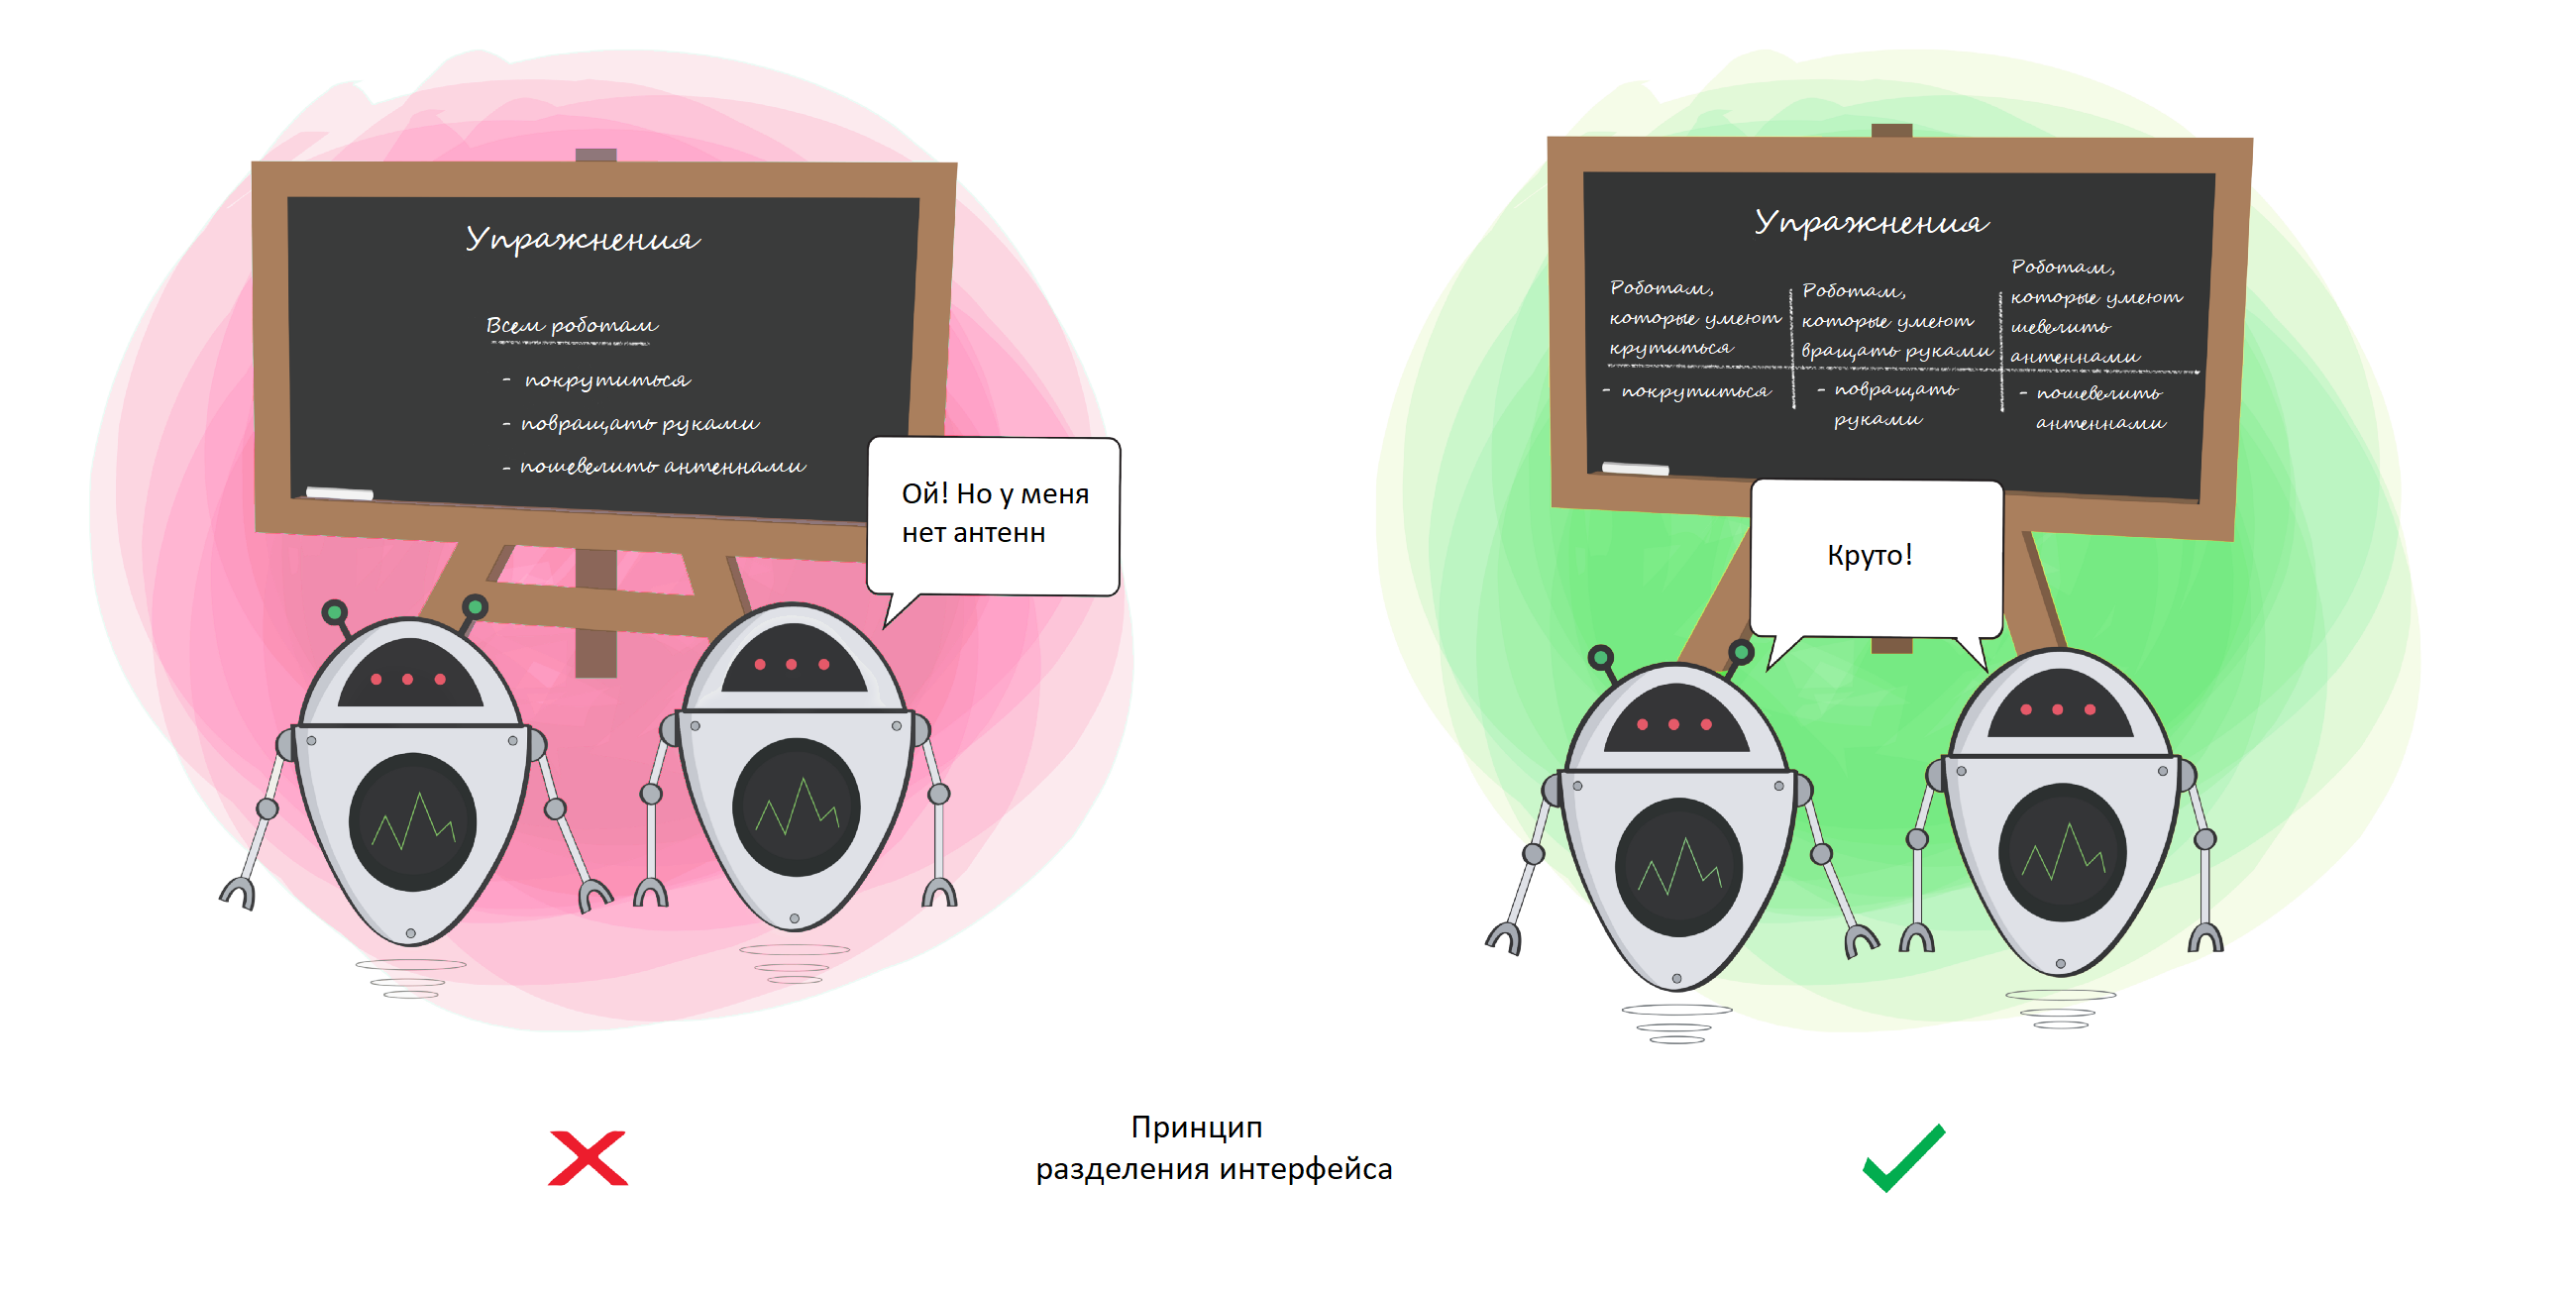 Упражнения
Всем роботам
- покрутиться
- повращать руками
- пошевелить антеннами
Ой! Но у меня
нет антенн
Упражнения
Роботам,
которые умеют
крутиться
- покрутиться
Роботам,
которые умеют
вращать руками
- повращать
руками
Роботам,
которые умеют
шевелить
антеннами
- пошевелить
антеннами
Круто!
Принцип
разделения интерфейса